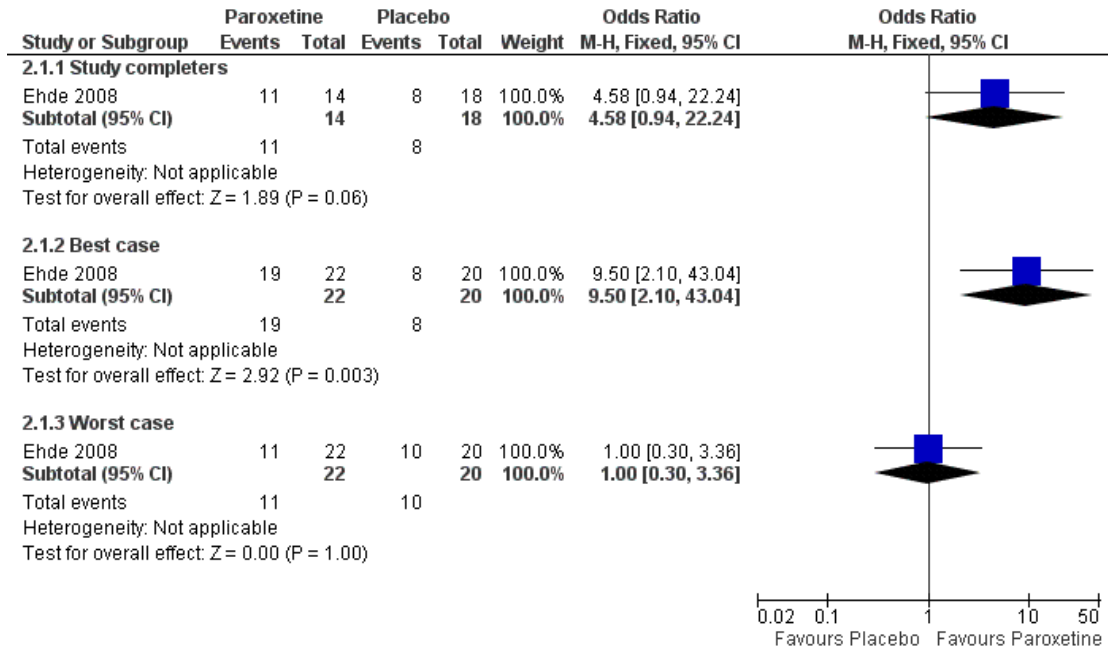 Paroxetine Placebo Odds Ratio Odds Ratio
Study or Subgroup Events Total Events Total Weight M-H, Fixed, 95% CI M-H, Fixed, 95% CI
2.1.1 Study completers
Ehde 2008 11 14 8 18 100.0% 4.58 [0.94, 22.24]
Subtotal (95% CI) 14 18 100.0% 4.58 [0.94, 22.24]
Total events 11 8
Heterogeneity: Not applicable
Test for overall effect: Z = 1.89 (P = 0.06)
2.1.2 Best case
Ehde 2008 19 22 8 20 100.0% 9.50 [2.10, 43.04]
Subtotal (95% CI) 22 20 100.0% 9.50 [2.10, 43.04]
Total events 19 8
Heterogeneity: Not applicable
Test for overall effect: Z = 2.92 (P = 0.003)
2.1.3 Worst case
Ehde 2008 11 22 10 20 100.0% 1.00 [0.30, 3.36]
Subtotal (95% CI) 22 20 100.0% 1.00 [0.30, 3.36]
Total events 11 10
Heterogeneity: Not applicable
Test for overall effect: Z = 0.00 (P = 1.00)
0.02 0.1 1 10 50
Favours Placebo Favours Paroxetine